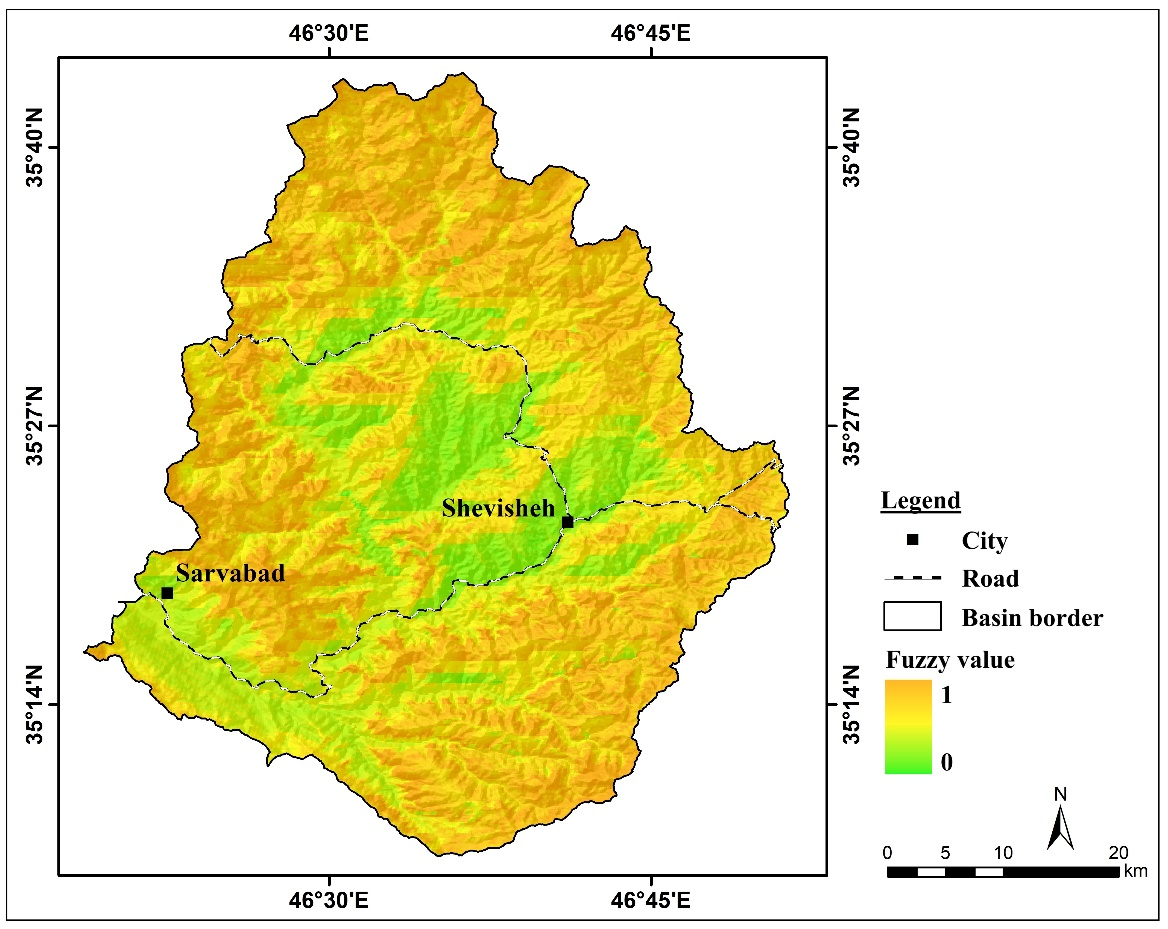 46°30'E 46°45'E
35°40'N 35°40'N
35°27'N 35°27'N
Shevisheh
Sarvabad
35°14'N 35°14'N
46°30'E 46°45'E
Legend
City
Road
Basin border
Fuzzy value
1
0
N
0 5 10 20
km